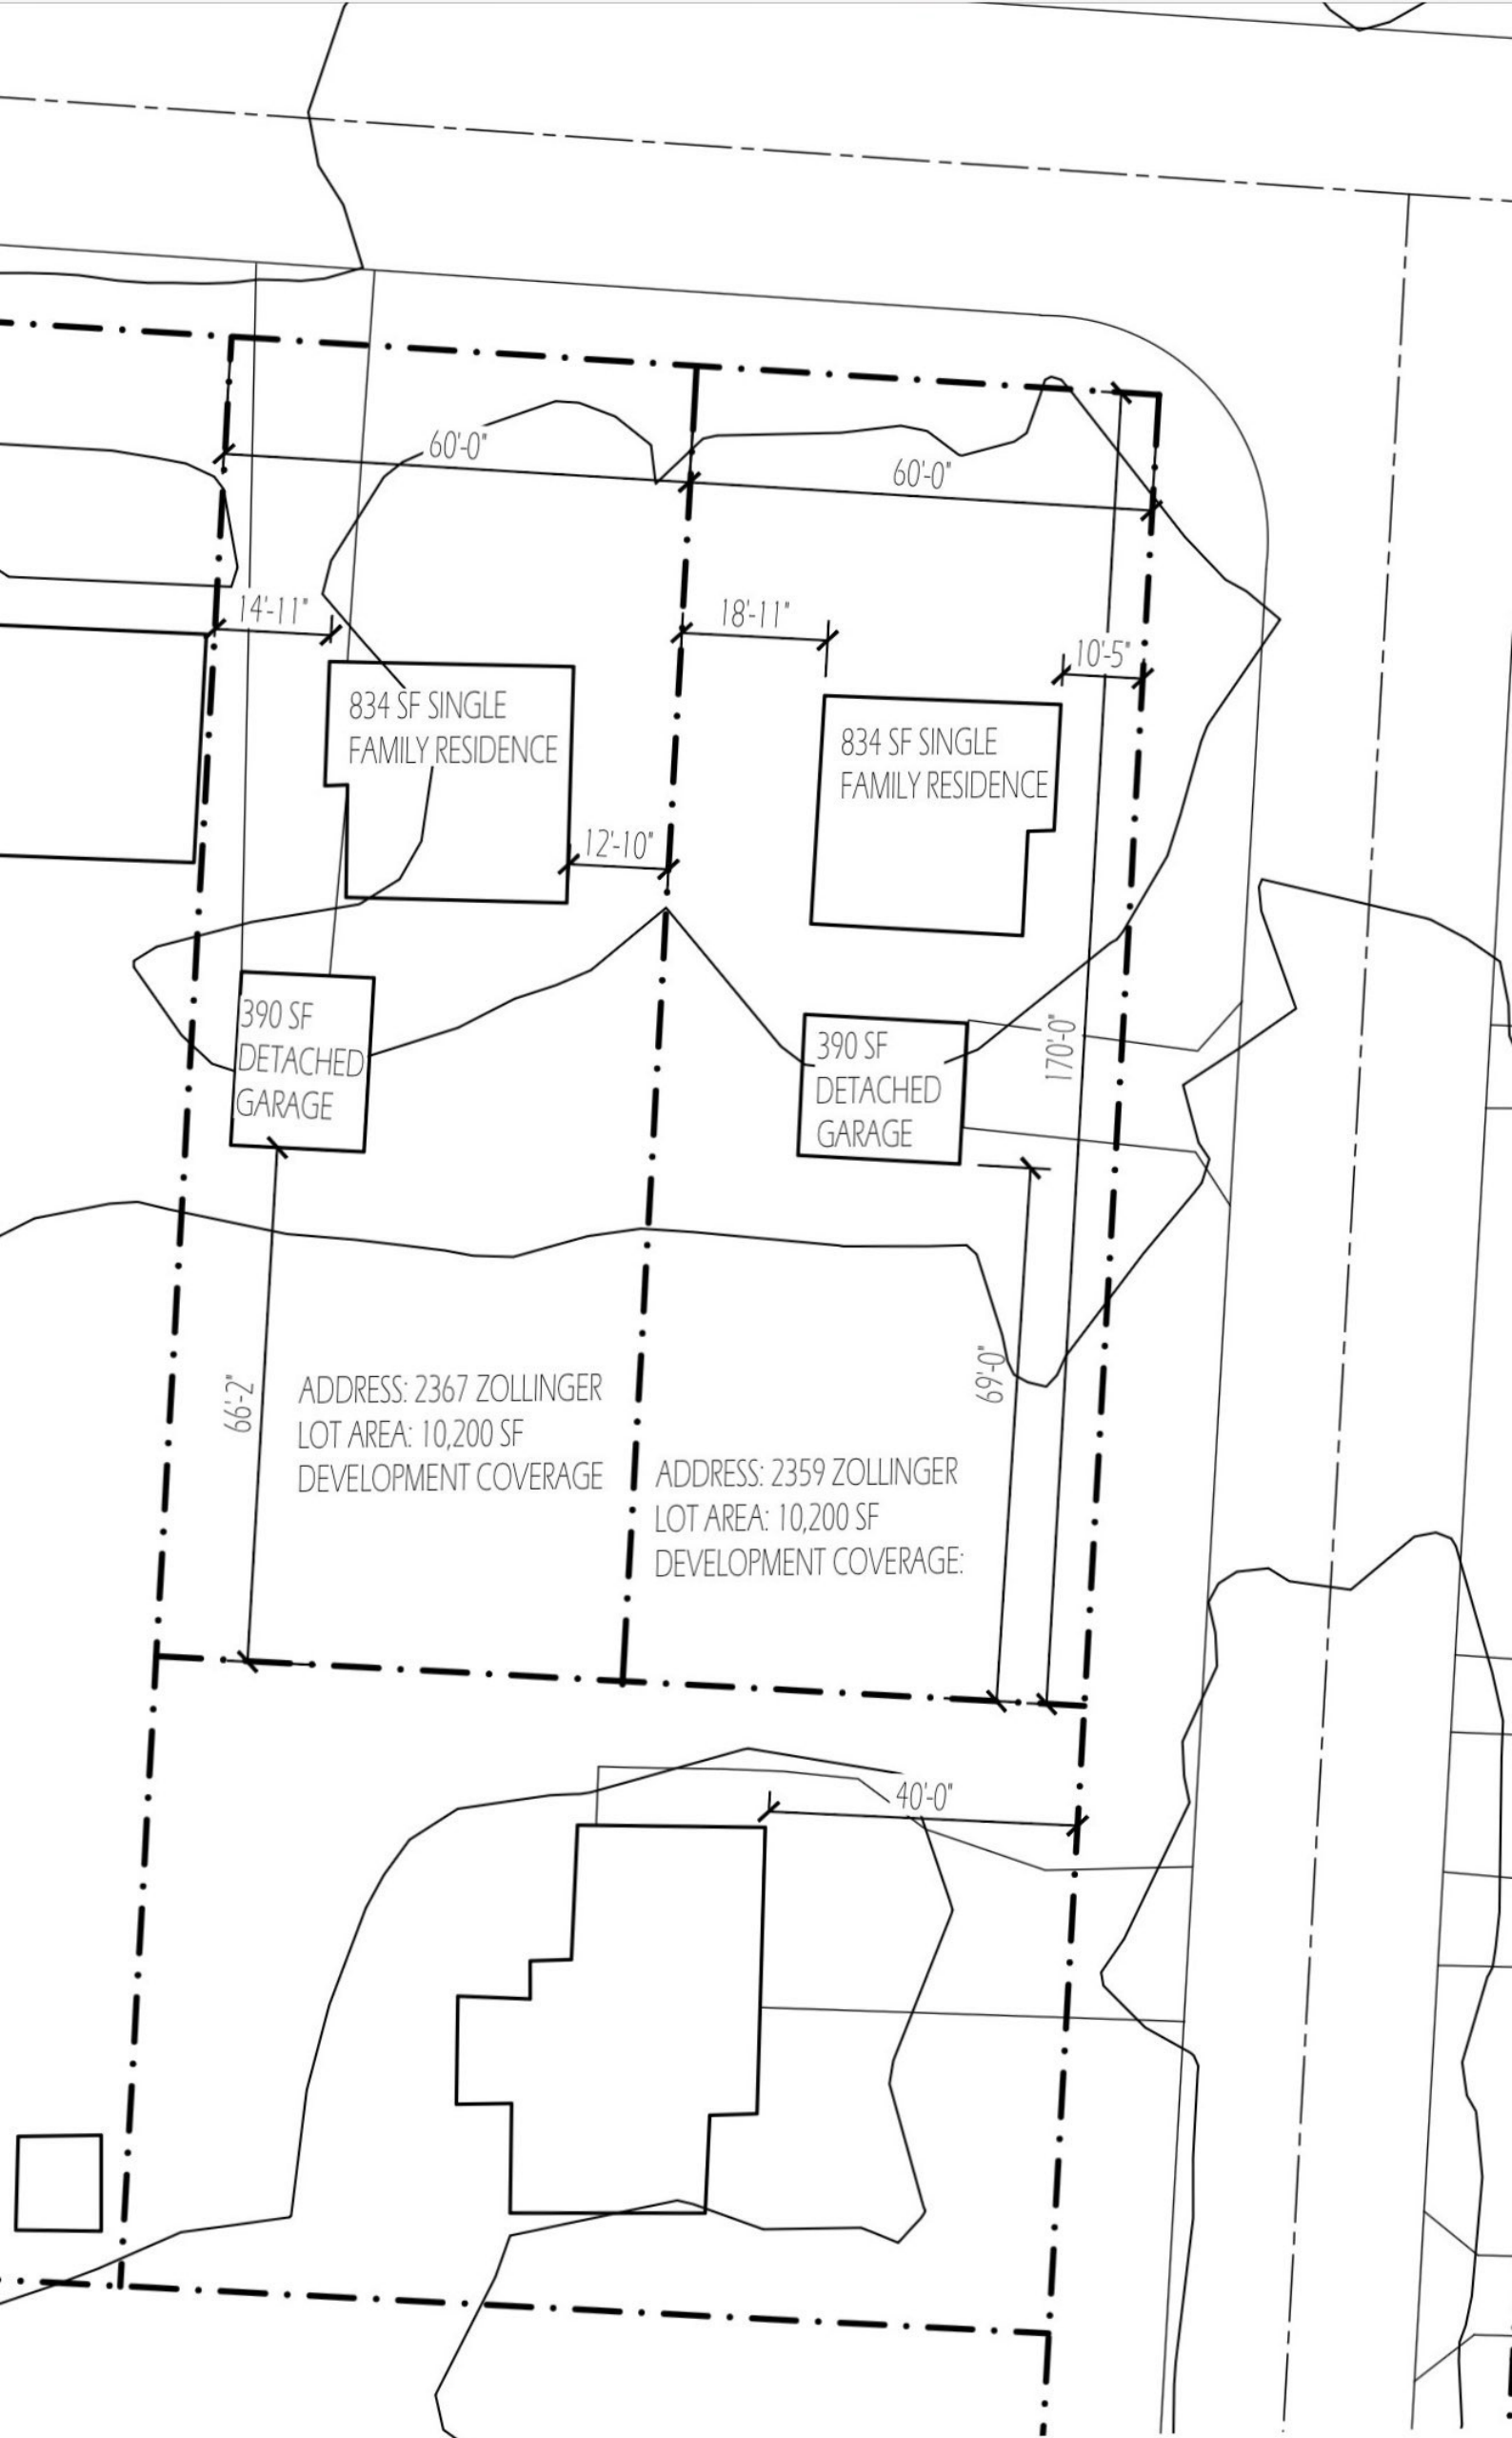 60'-0"
60'-0"
14'-11"
18'-11"
10'-5"
834 SF SINGLE
FAMILY RESIDENCE
834 SF SINGLE
FAMILY RESIDENCE
12'-10"
390 SF
DETACHED
GARAGE
390 SF
DETACHED
GARAGE
170'-0"
66'-2"
69'-0"
ADDRESS: 2367 ZOLLINGER
LOT AREA: 10,200 SF
DEVELOPMENT COVERAGE
ADDRESS: 2359 ZOLLINGER
LOT AREA: 10,200 SF
DEVELOPMENT COVERAGE:
40'-0"